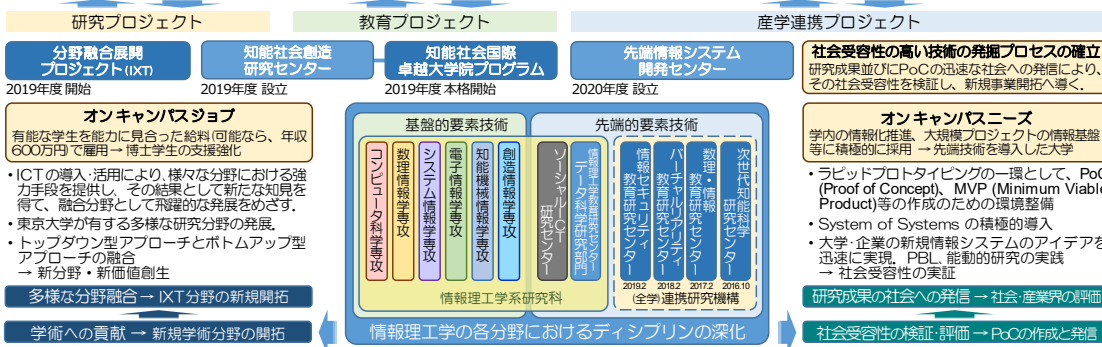 研究プロジェクト
教育プロジェクト
産学連携プロジェクト
分野融合展開
プロジェクト(IXT)
2019年度 開始
知能社会創造
研究センター
2019年度 設立
知能社会国際
卓越大学院プログラム
2019年度 本格開始
先端情報システム
開発センター
2020年度 設立
社会受容性の高い技術の発掘プロセスの確立
研究成果並びにPoCの迅速な社会への発信により、
その社会受容性を検証し、新規事業開拓へ導く.
オンキャンパスジョブ
有能な学生を能力に見合った給料(可能なら、年収
600万円)で雇用→ 博士学生の支援強化
・ICTの導入・活用により、様々な分野における強
力手段を提供し、その結果として新たな知見を
得て、融合分野として飛躍的な発展をめざす.
・東京大学が有する多様な研究分野の発展.
・トップダウン型アプローチとボトムアップ型
アプローチの融合
→ 新分野・新価値創生
多様な分野融合→ IXT分野の新規開拓
学術への貢献 → 新規学術分野の開拓
基盤的要素技術
先端的要素技術
コンピュータ科学専攻
数理情報学専攻
システム情報学専攻
電子情報学専攻
知能機械情報学専攻
創造情報学専攻
ソーシャルICT
研究センター
情報理工学教育研究センター
データ科学研究部門
情報セキュリティ
教育研究センター
2019.2
バーチャルリアリティ
教育研究センター
2018.2
数理・情報
教育研究センター
2017.2
次世代知能科学
研究センター
2016.10
情報理工学系研究科
(全学)連携研究機構
情報理工学の各分野におけるディシプリンの深化
オンキャンパスニーズ
学内の情報化推進、大規模プロジェクトの情報基盤
等に積極的に採用 → 先端技術を導入した大学
・ラピッドプロトタイピングの一環として、PoC
(Proof of Concept)、MVP (Minimum Viable
Product)等の作成のための環境整備
・System of Systems の積極的導入
・大学・企業の新規情報システムのアイデアを
迅速に実現. PBL、能動的研究の実践
→ 社会受容性の実証
研究成果の社会への発信→ 社会・産業界の評価
社会受容性の検証・評価→ PoCの作成と発信